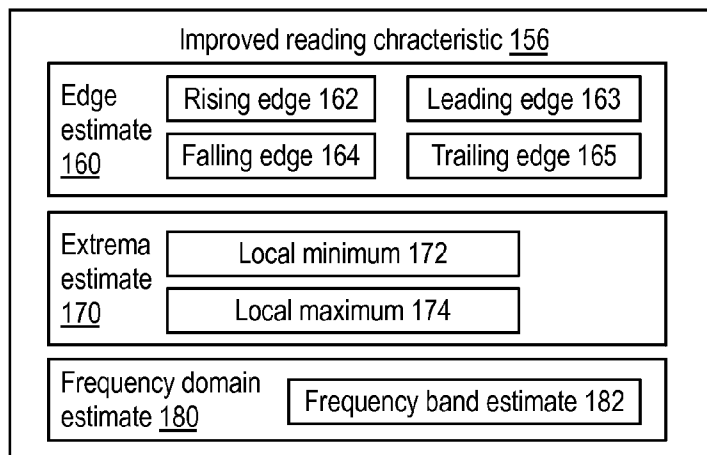 Improved reading chracteristic 156
Edge estimate 160
Rising edge 162
Leading edge 163
Falling edge 164
Trailing edge 165
Extrema estimate 170
Local minimum 172
Local maximum 174
Frequency domain estimate 180
Frequency band estimate 182